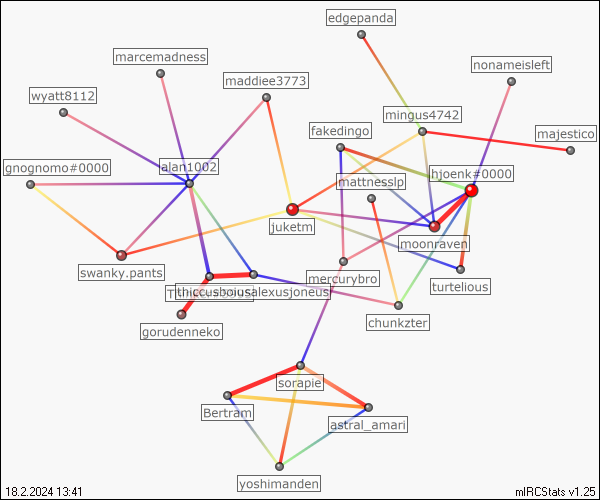 edgepanda
marcemadness
nonameisleft
maddiee3773
wyatt8112
mingus4742
fakedingo
majestico
gnognomo#0000
alan1002
hjoenk#0000
mattnesslp
juketm
moonraven
swanky.pants
mercurybro
turtelious
thiccusboiusalexusjoneus
chunkzter
gorudenneko
sorapie
Bertram
astral_amari
yoshimanden
18.2.2024 13:41
mIRCStats v1.25